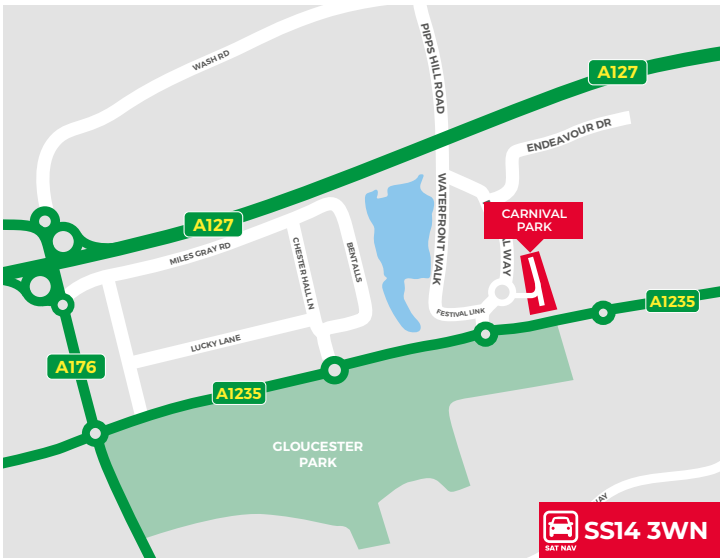 WASH RD
PIPPS HILL ROAD
A127
ENDEAVOUR DR
A127
MILES GRAY RD
CHESTER HALL LN
BENTALLS
WATERFRONT WALK
CARNIVAL
PARK
WAY
FESTIVAL LINK
A1235
LUCKY LANE
A176
A1235
GLOUCESTER
PARK
SAT NAV
SS14 3WN